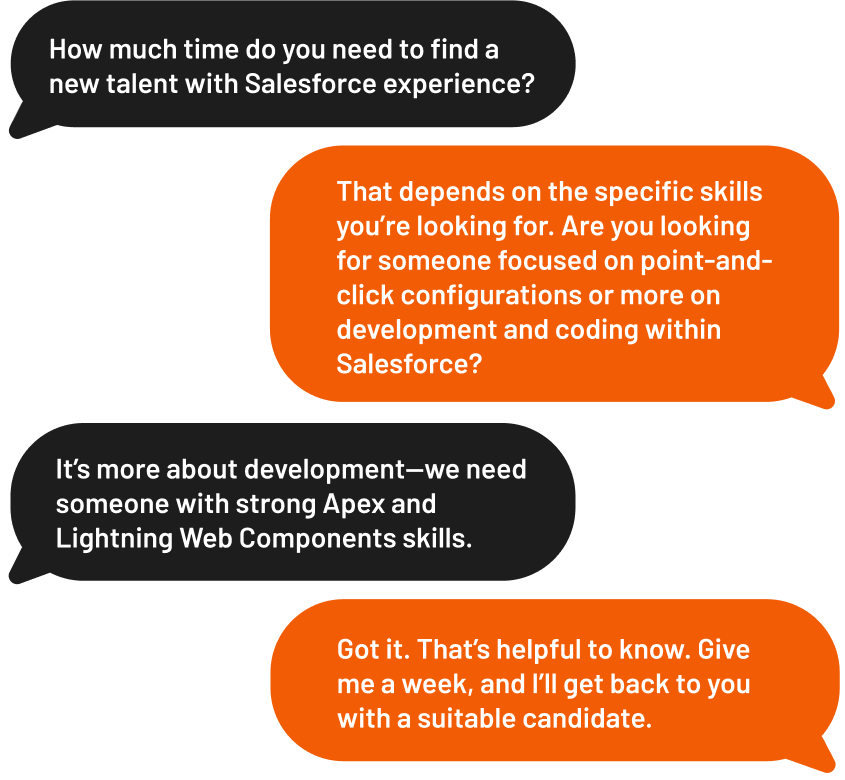 How much time do you need to find a
new talent with Salesforce experience?
That depends on the specific skills
you’re looking for. Are you looking
for someone focused on point-and-
click configurations or more on
development and coding within
Salesforce?
It’s more about development—we need
someone with strong Apex and
Lightning Web Components skills.
Got it. That’s helpful to know. Give
me a week, and I’ll get back to you
with a suitable candidate.